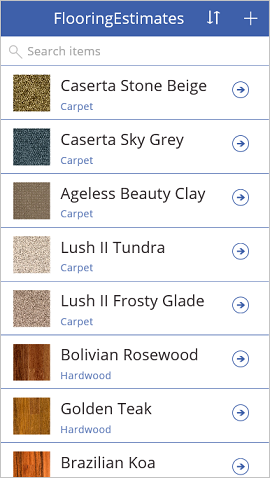 FlooringEstimates
Search items
Caserta Stone Beige
Carpet
Caserta Sky Grey
Carpet
Ageless Beauty Clay
Carpet
Lush II Tundra
Carpet
Lush II Frosty Glade
Carpet
Bolivian Rosewood
Hardwood
Golden Teak
Hardwood
Brazilian Koa